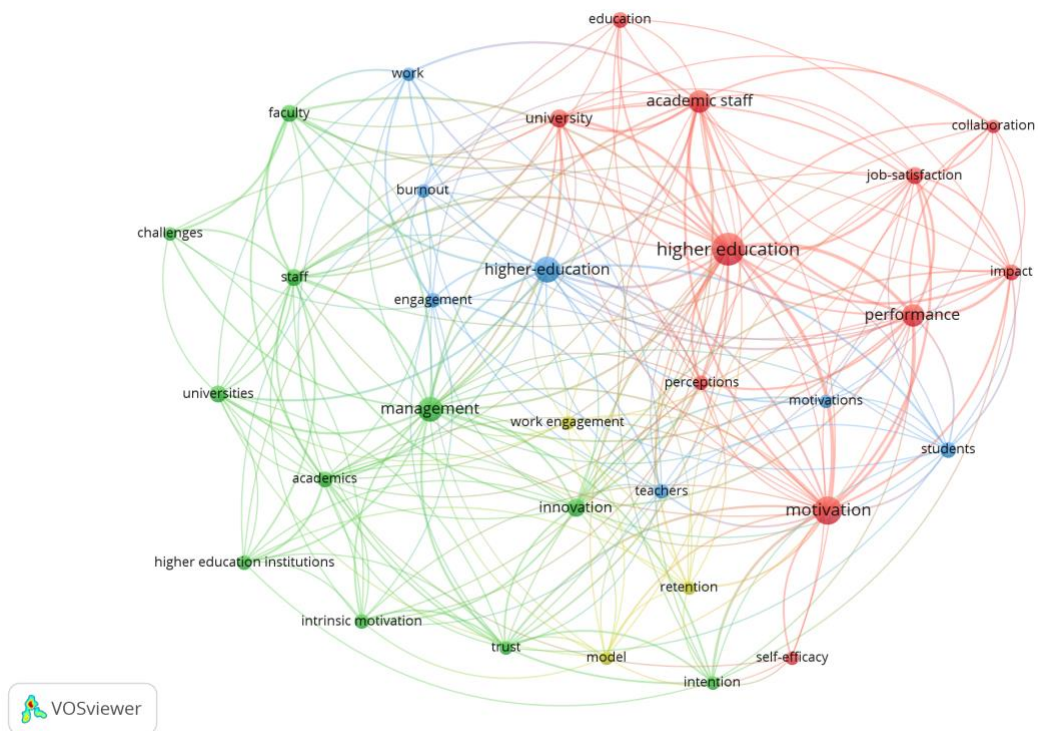 education
work
academic staff
faculty
university
collaboration
job-satisfaction
burnout
challenges
higher education
higher-education
staff
impact
engagement
performance
perceptions
universities
motivations
management
work engagement
students
academics
teachers
innovation
motivation
higher education institutions
retention
intrinsic motivation
trust
model
self-efficacy
intention
VOSviewer